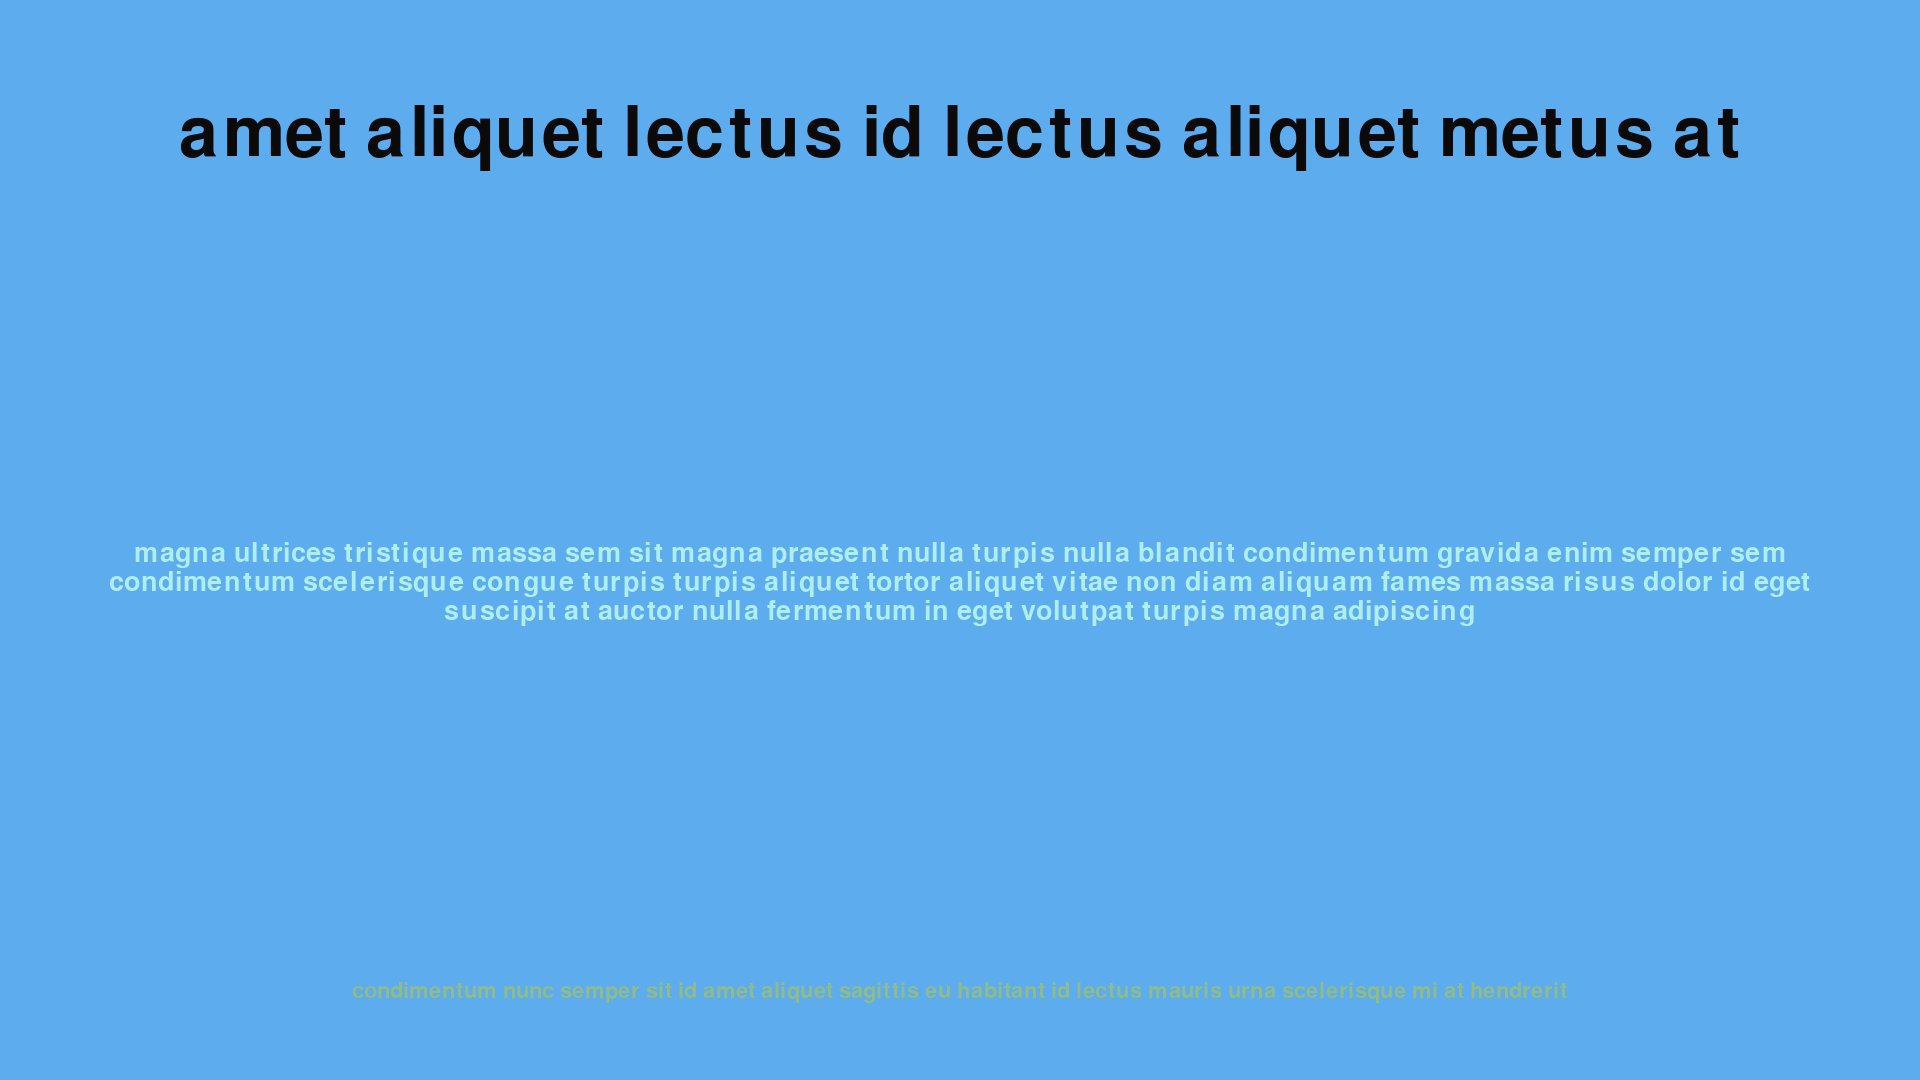 amet aliquet lectus id lectus aliquet metus at
magna ultrices tristique massa sem sit magna praesent nulla turpis nulla blandit condimentum gravida enim semper sem
condimentum scelerisque congue turpis turpis aliquet tortor aliquet vitae non diam aliquam fames massa risus dolor id eget
suscipit at auctor nulla fermentum in eget volutpat turpis magna adipiscing
condimentum nunc semper sit id amet aliquet sagittis eu habitant id lectus mauris urna scelerisque mi at hendrerit